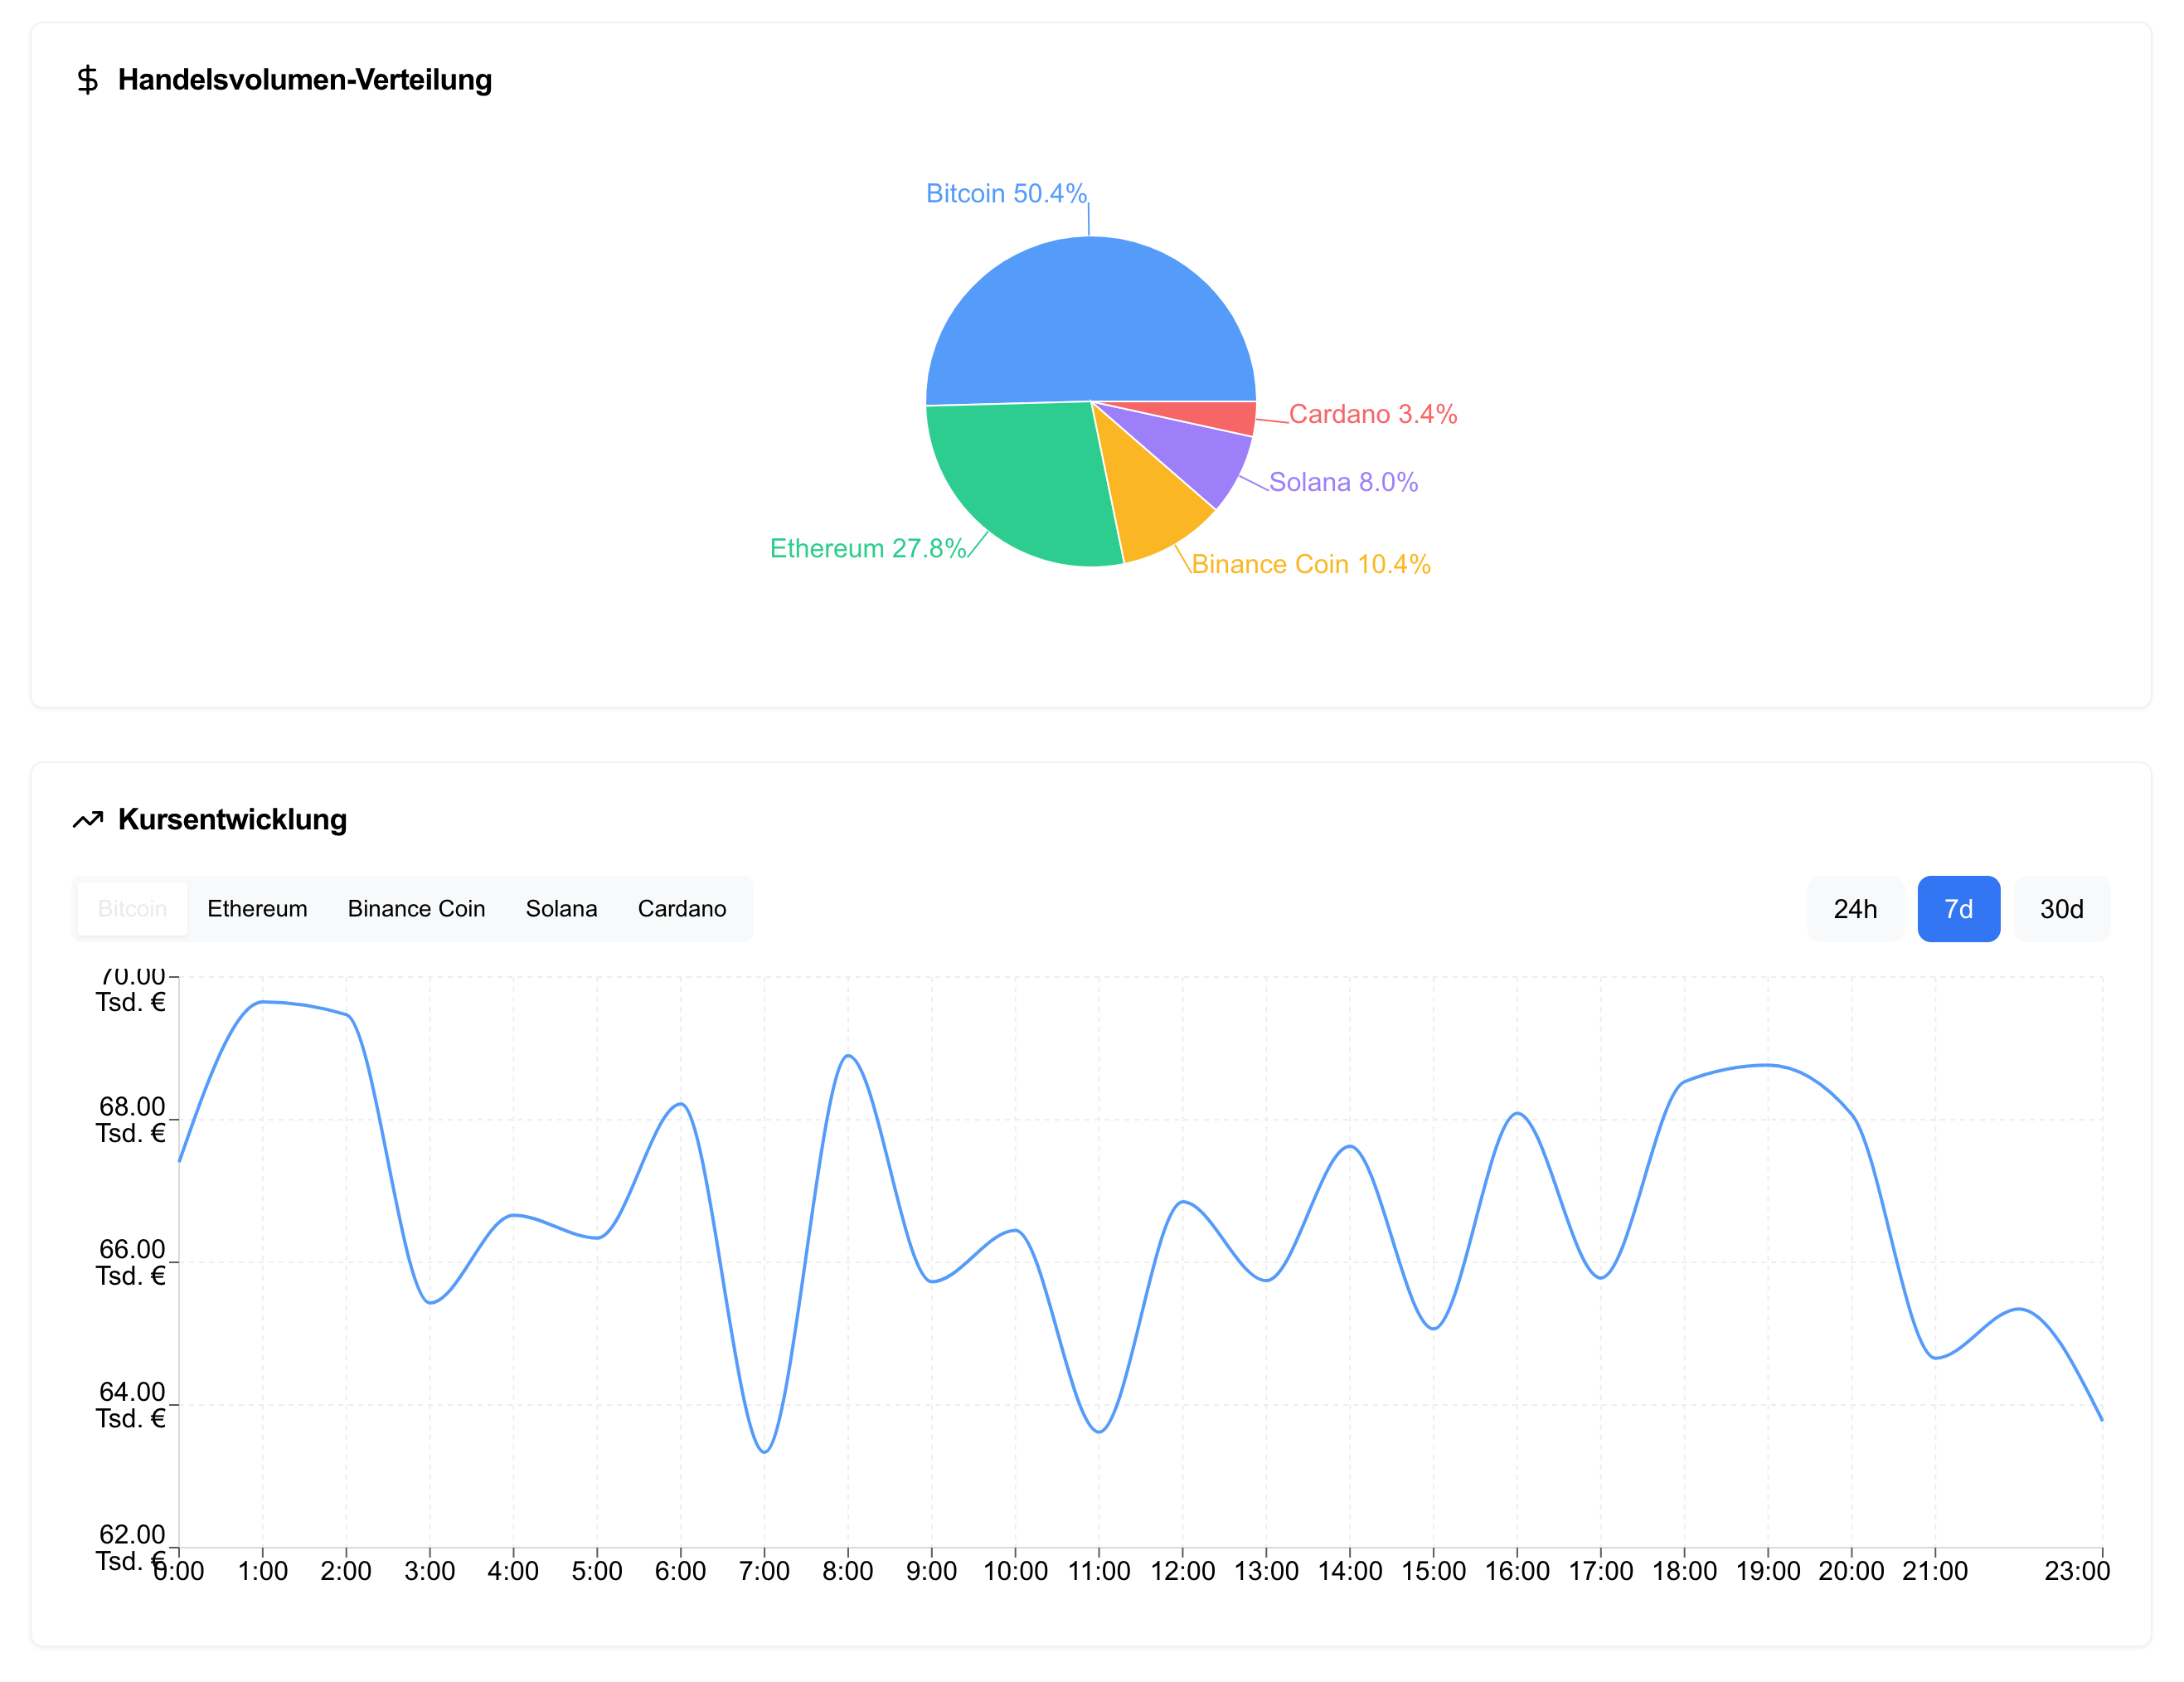 Handelsvolumen-Verteilung
Bitcoin 50.4%
Cardano 3.4%
Solana 8.0%
Ethereum 27.8%
Binance Coin 10.4%
Kursentwicklung
Bitcoin Ethereum Binance Coin Solana Cardano 24h 7d 30d
70.00
Tsd. €
68.00
Tsd. €
66.00
Tsd. €
64.00
Tsd. €
62.00
Tsd. €
0:00 1:00 2:00 3:00 4:00 5:00 6:00 7:00 8:00 9:00 10:00 11:00 12:00 13:00 14:00 15:00 16:00 17:00 18:00 19:00 20:00 21:00 23:00